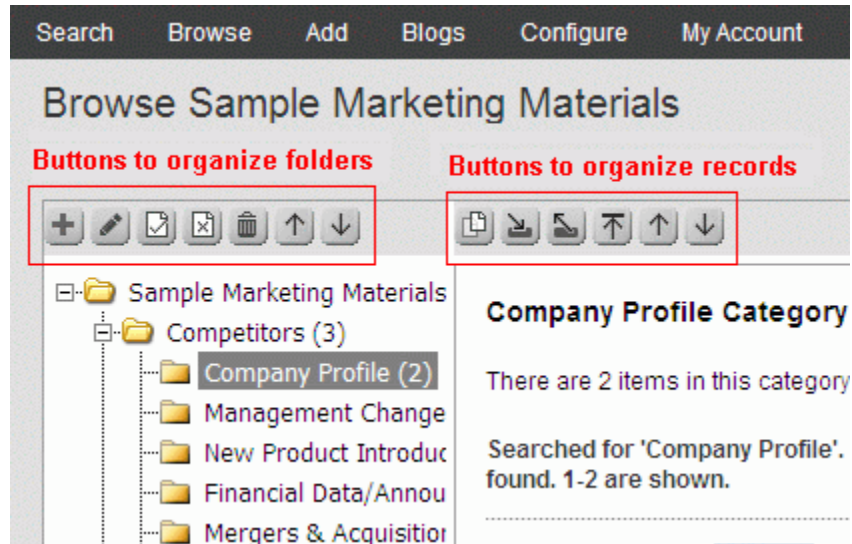 Search Browse Add Blogs Configure My Account
Browse Sample Marketing Materials
Buttons to organize folders
Buttons to organize records
Sample Marketing Materials
Competitors (3)
Company Profile (2)
Management Change
New Product Introduc
Financial Data/Annou
Mergers & Acquisition
Company Profile Category
There are 2 items in this category
Searched for 'Company Profile'.
found. 1-2 are shown.